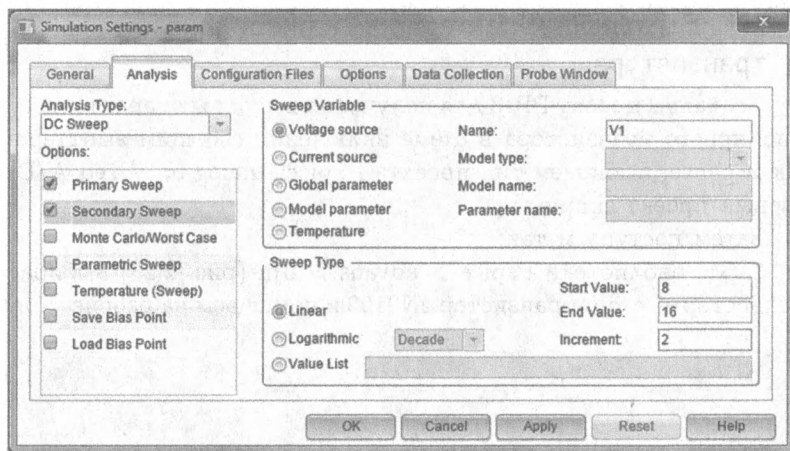 Simulation Settings - param
General
Analysis
Configuration Files
Options
Data Collection
Probe Window
Analysis Type:
DC Sweep
Options:
Primary Sweep
Secondary Sweep
Monte Carlo/Worst Case
Parametric Sweep
Temperature (Sweep)
Save Bias Point
Load Bias Point
Sweep Variable
Voltage source
Current source
Global parameter
Model parameter
Temperature
Name: V1
Model type:
Model name:
Parameter name:
Sweep Type
Linear
Logarithmic Decade
Value List
Start Value: 8
End Value: 16
Increment: 2
OK
Cancel
Apply
Reset
Help